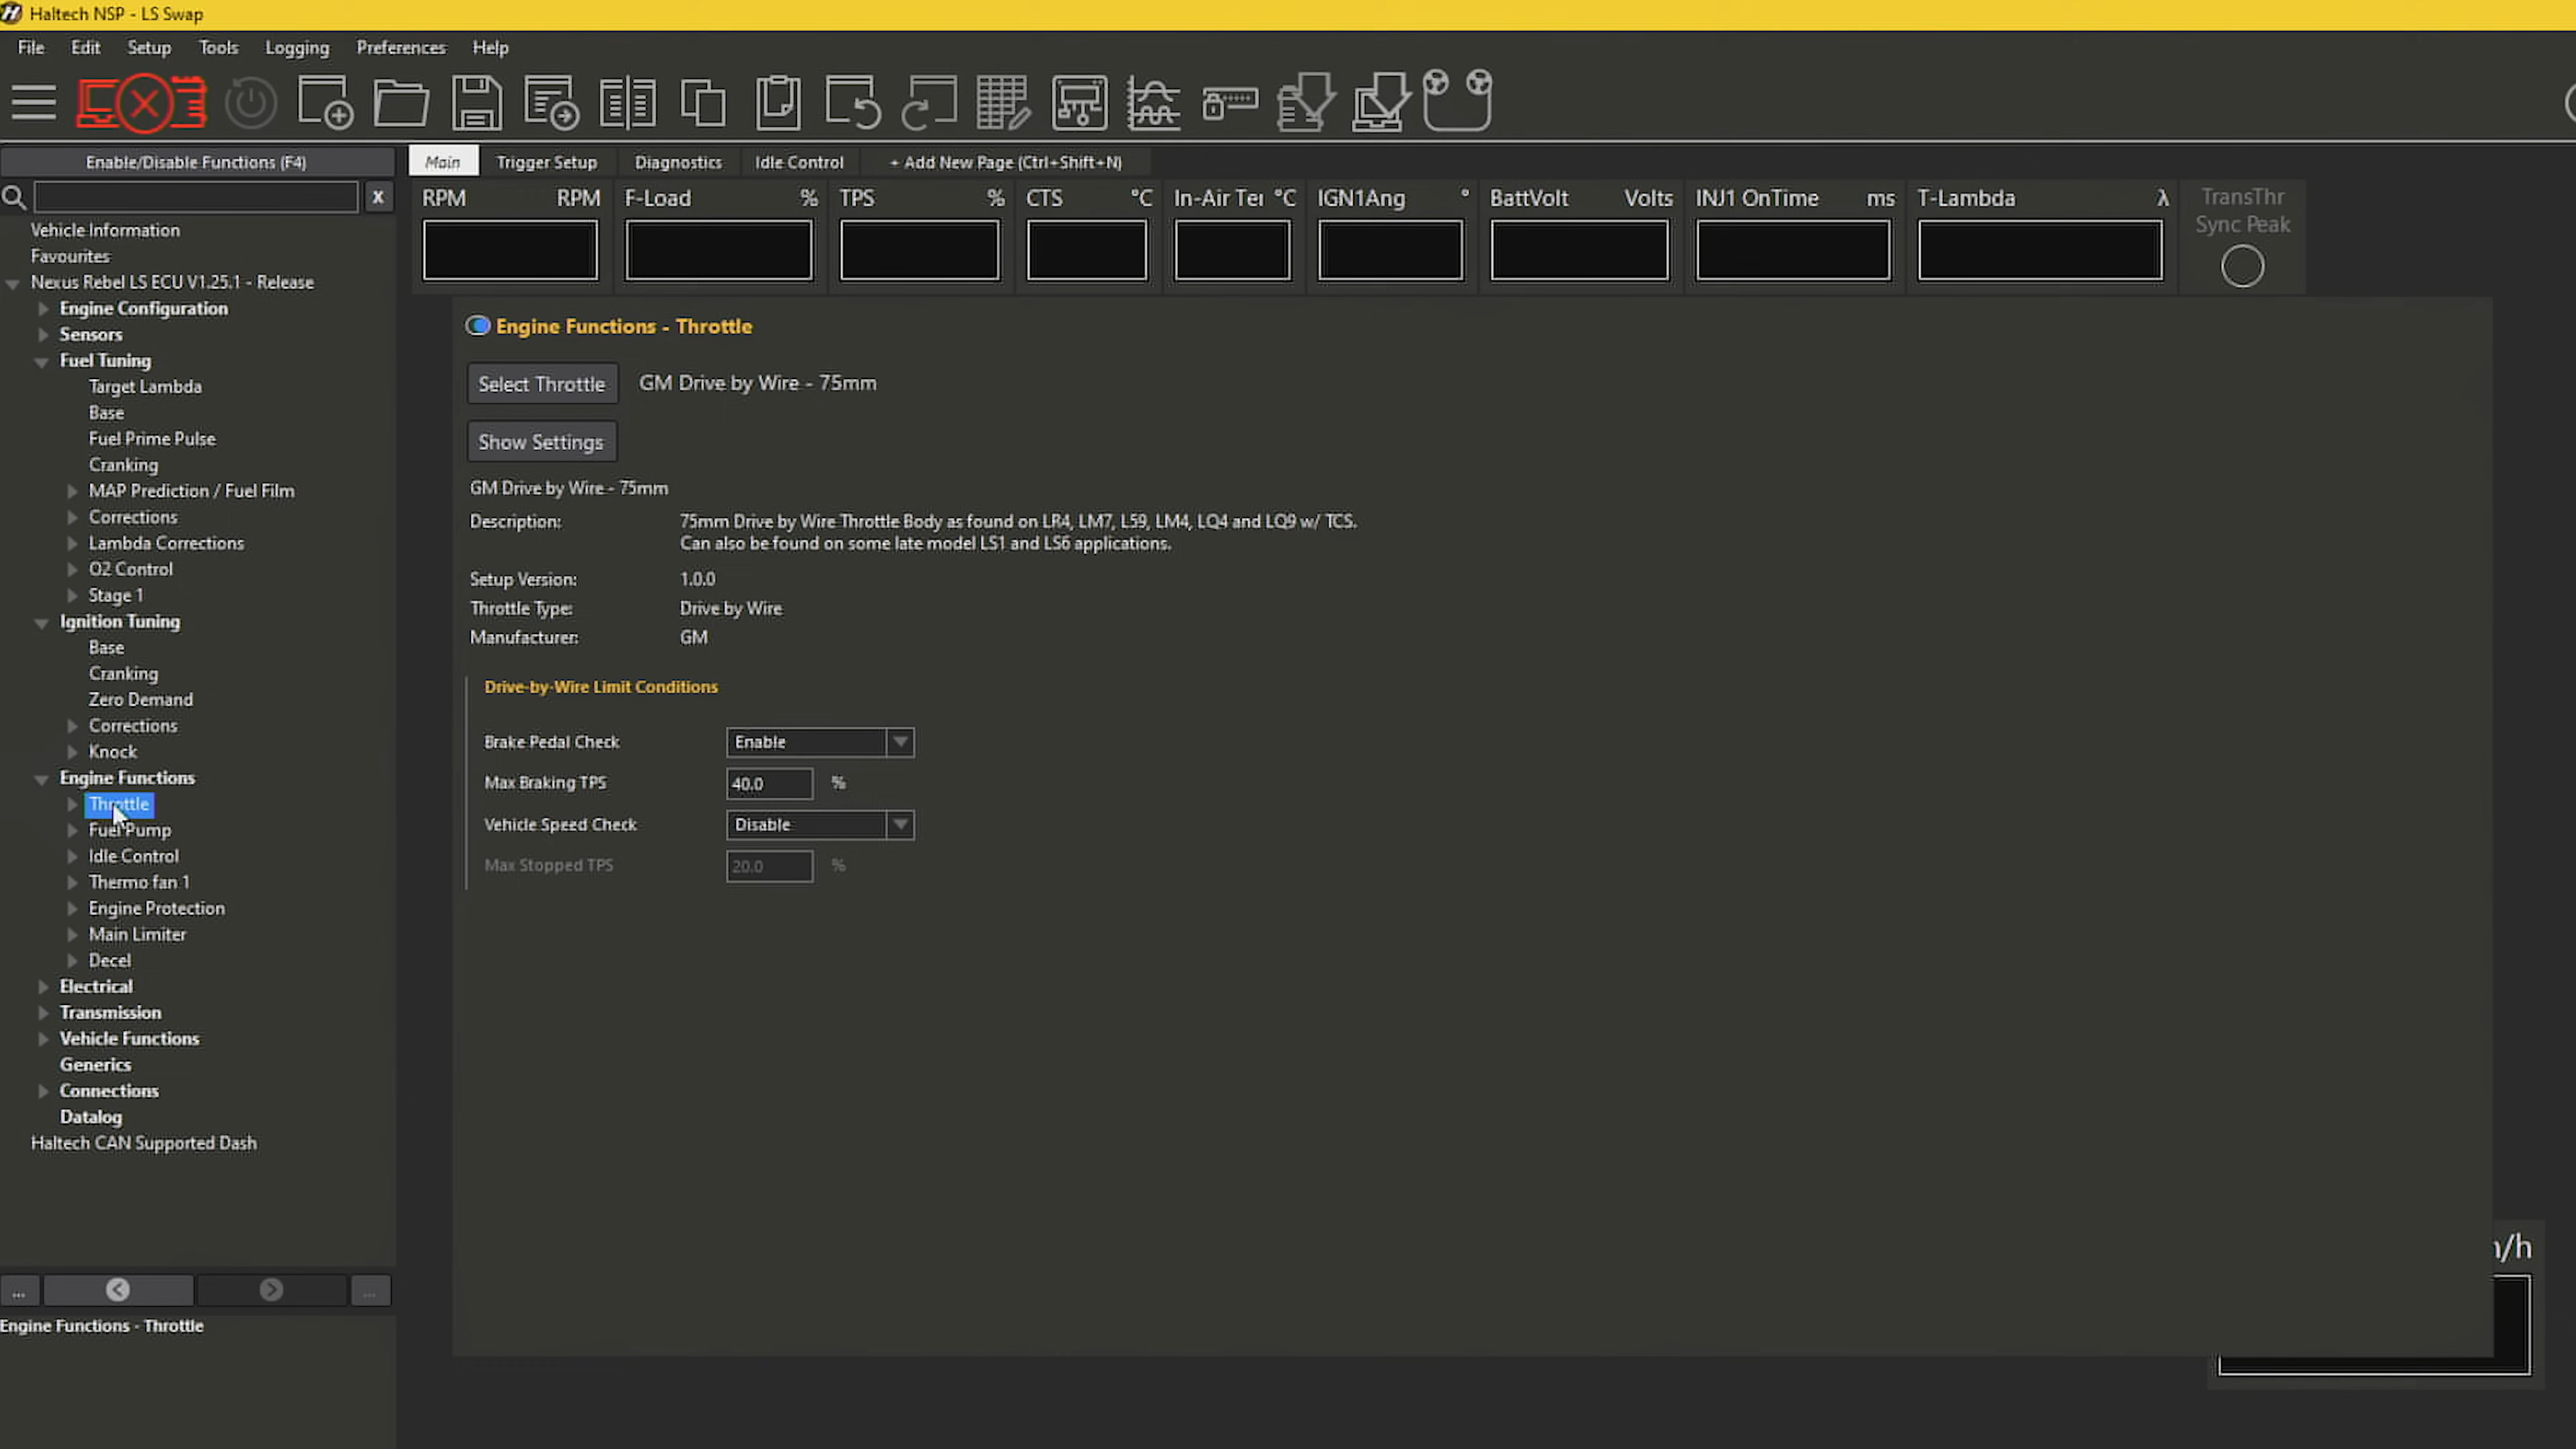 Haltech NSP - LS Swap
File Edit Setup Tools Logging Preferences Help
Enable/Disable Functions (F4)
Main Trigger Setup Diagnostics Idle Control + Add New Page (Ctrl+Shift+N)
x
RPM RPM F-Load % TPS % CTS °C In-Air Ter °C IGN1Ang ° BattVolt Volts INJ1 OnTime ms T-Lambda λ TransThr
Sync Peak
Vehicle Information
Favourites
Nexus Rebel LS ECU V1.25.1 - Release
Engine Configuration
Sensors
Fuel Tuning
Target Lambda
Base
Fuel Prime Pulse
Cranking
MAP Prediction / Fuel Film
Corrections
Lambda Corrections
O2 Control
Stage 1
Ignition Tuning
Base
Cranking
Zero Demand
Corrections
Knock
Engine Functions
Throttle
Fuel Pump
Idle Control
Thermo fan 1
Engine Protection
Main Limiter
Decel
Electrical
Transmission
Vehicle Functions
Generics
Connections
Datalog
Haltech CAN Supported Dash
... ...
Engine Functions - Throttle
Engine Functions - Throttle
Select Throttle GM Drive by Wire - 75mm
Show Settings
GM Drive by Wire - 75mm
Description: 75mm Drive by Wire Throttle Body as found on LR4, LM7, L59, LM4, LQ4 and LQ9 w/ TCS.
Can also be found on some late model LS1 and LS6 applications.
Setup Version: 1.0.0
Throttle Type: Drive by Wire
Manufacturer: GM
Drive-by-Wire Limit Conditions
Brake Pedal Check Enable
Max Braking TPS 40.0 %
Vehicle Speed Check Disable
Max Stopped TPS 20.0 %
/h